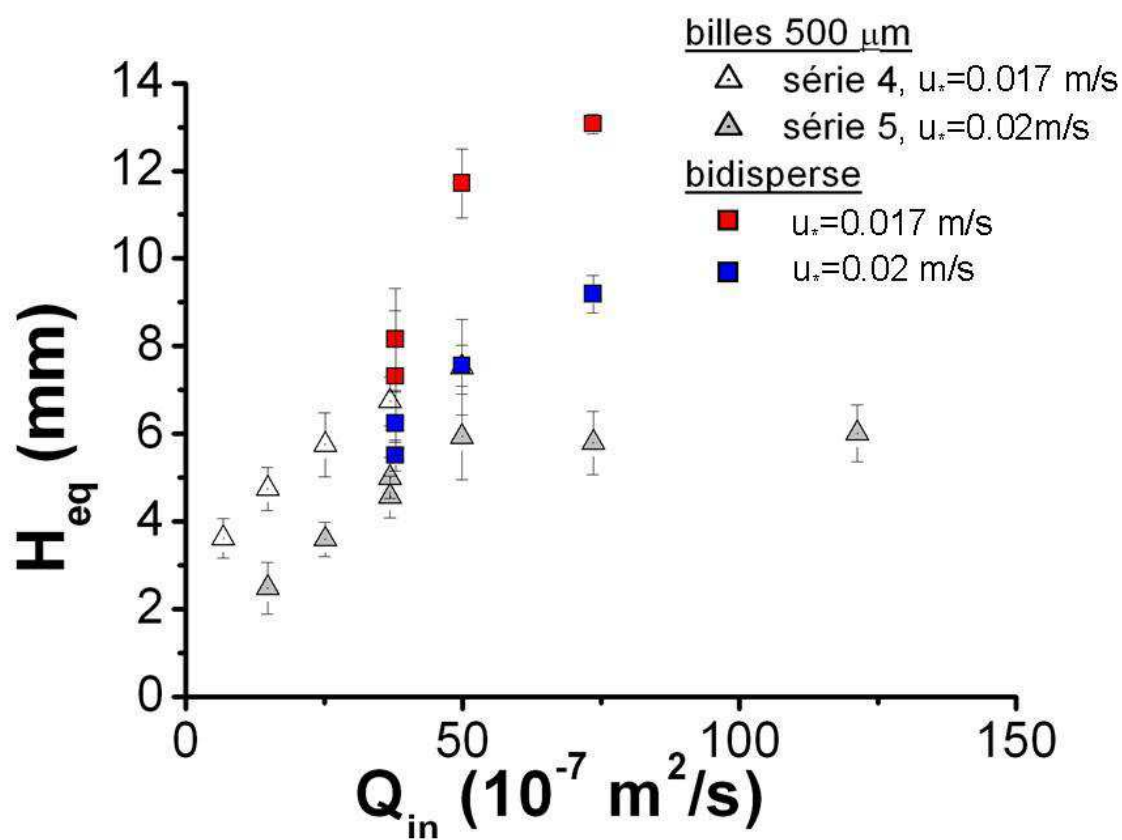 billes 500 μm
série 4, u*=0.017 m/s
série 5, u*=0.02m/s
bidisperse
u*=0.017 m/s
u*=0.02 m/s
14
12
10
8
6
4
2
0
H_eq (mm)
0 50 100 150
Q_in (10^-7 m^2/s)